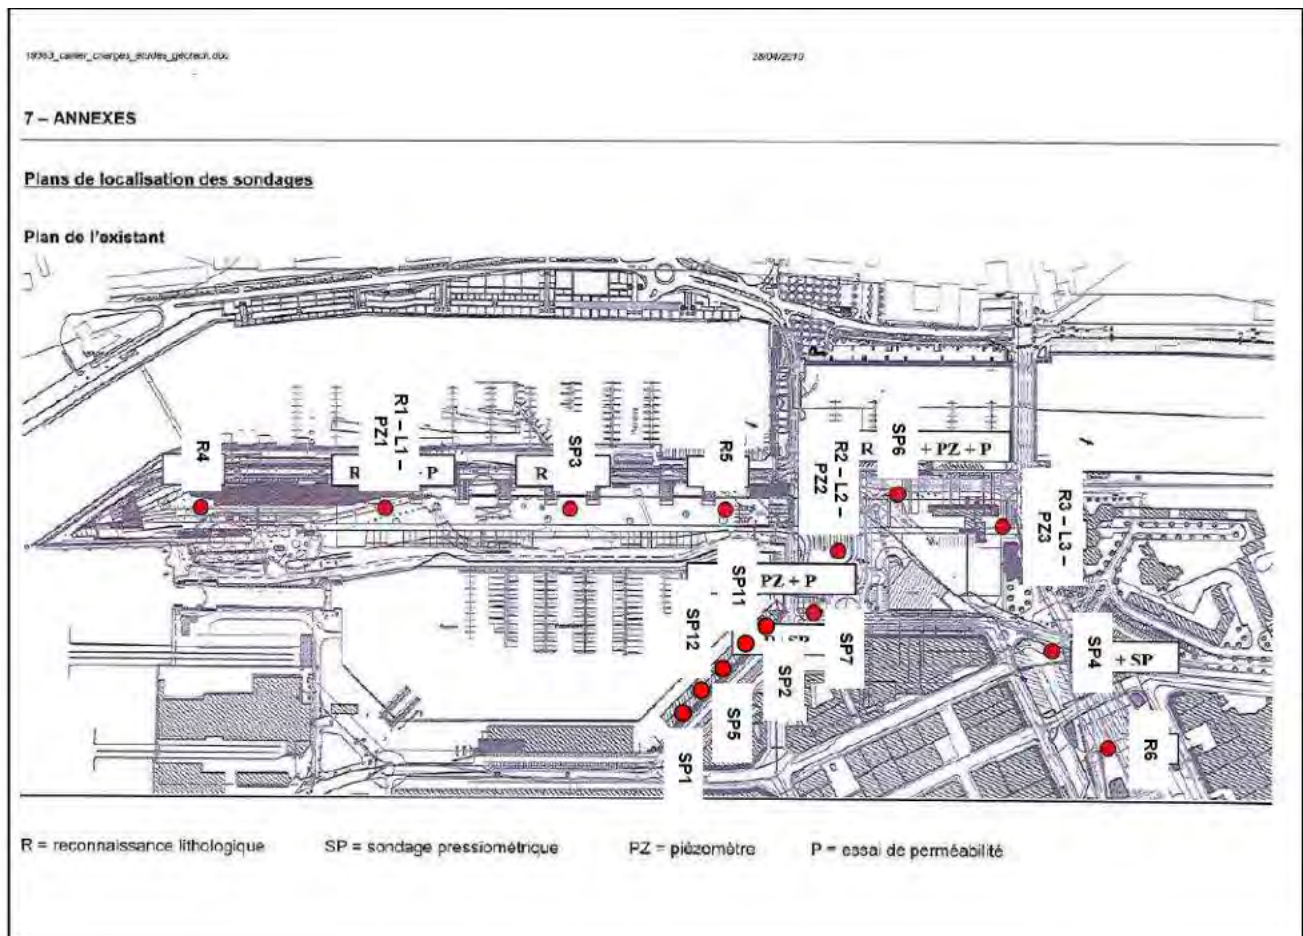 19363_cahier_charges_études_géotech.doc
28/04/2010
7 – ANNEXES
Plans de localisation des sondages
Plan de l'existant
R4
R1 – L1 –
PZ1
R
P
SP3
R
R5
R2 – L2 –
PZ2
R
SP6
+ PZ + P
R3 – L3 –
PZ3
SP11
PZ + P
SP12
SP7
SP2
SP5
SP1
SP4
+ SP
R6
R = reconnaissance lithologique
SP = sondage pressiométrique
PZ = piézomètre
P = essai de perméabilité